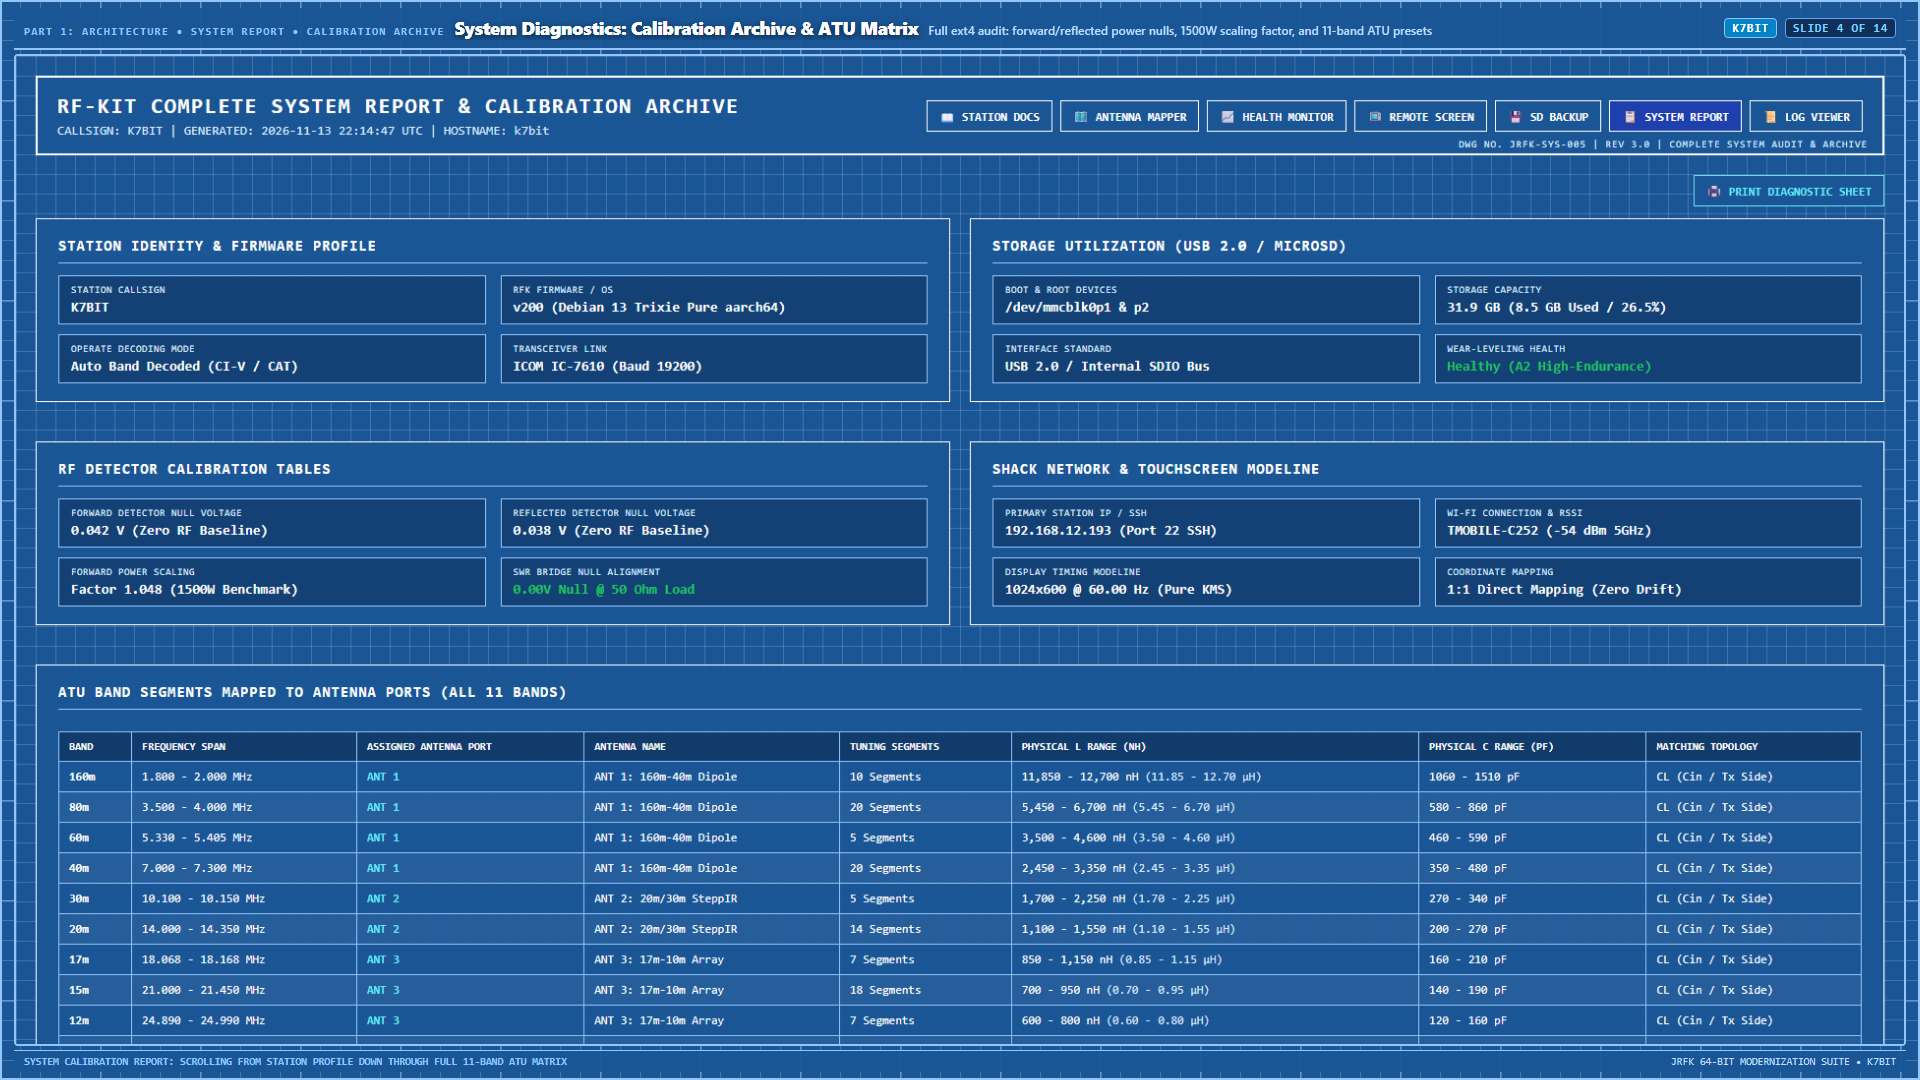 PART 1: ARCHITECTURE • SYSTEM REPORT • CALIBRATION ARCHIVE System Diagnostics: Calibration Archive & ATU Matrix Full ext4 audit: forward/reflected power nulls, 1500W scaling factor, and 11-band ATU presets K7BIT SLIDE 4 OF 14
RF-KIT COMPLETE SYSTEM REPORT & CALIBRATION ARCHIVE
CALLSIGN: K7BIT | GENERATED: 2026-11-13 22:14:47 UTC | HOSTNAME: k7bit
STATION DOCS ANTENNA MAPPER HEALTH MONITOR REMOTE SCREEN SD BACKUP SYSTEM REPORT LOG VIEWER
DWG NO. JRFK-SYS-005 | REV 3.0 | COMPLETE SYSTEM AUDIT & ARCHIVE
PRINT DIAGNOSTIC SHEET
STATION IDENTITY & FIRMWARE PROFILE
STATION CALLSIGN
K7BIT
RFK FIRMWARE / OS
v200 (Debian 13 Trixie Pure aarch64)
OPERATE DECODING MODE
Auto Band Decoded (CI-V / CAT)
TRANSCEIVER LINK
ICOM IC-7610 (Baud 19200)
STORAGE UTILIZATION (USB 2.0 / MICROSD)
BOOT & ROOT DEVICES
/dev/mmcblk0p1 & p2
STORAGE CAPACITY
31.9 GB (8.5 GB Used / 26.5%)
INTERFACE STANDARD
USB 2.0 / Internal SDIO Bus
WEAR-LEVELING HEALTH
Healthy (A2 High-Endurance)
RF DETECTOR CALIBRATION TABLES
FORWARD DETECTOR NULL VOLTAGE
0.042 V (Zero RF Baseline)
REFLECTED DETECTOR NULL VOLTAGE
0.038 V (Zero RF Baseline)
FORWARD POWER SCALING
Factor 1.048 (1500W Benchmark)
SWR BRIDGE NULL ALIGNMENT
0.00V Null @ 50 Ohm Load
SHACK NETWORK & TOUCHSCREEN MODELINE
PRIMARY STATION IP / SSH
192.168.12.193 (Port 22 SSH)
WI-FI CONNECTION & RSSI
TMOBILE-C252 (-54 dBm 5GHz)
DISPLAY TIMING MODELINE
1024x600 @ 60.00 Hz (Pure KMS)
COORDINATE MAPPING
1:1 Direct Mapping (Zero Drift)
ATU BAND SEGMENTS MAPPED TO ANTENNA PORTS (ALL 11 BANDS)
BAND FREQUENCY SPAN ASSIGNED ANTENNA PORT ANTENNA NAME TUNING SEGMENTS PHYSICAL L RANGE (NH) PHYSICAL C RANGE (PF) MATCHING TOPOLOGY
160m 1.800 - 2.000 MHz ANT 1 ANT 1: 160m-40m Dipole 10 Segments 11,850 - 12,700 nH (11.85 - 12.70 µH) 1060 - 1510 pF CL (Cin / Tx Side)
80m 3.500 - 4.000 MHz ANT 1 ANT 1: 160m-40m Dipole 20 Segments 5,450 - 6,700 nH (5.45 - 6.70 µH) 580 - 860 pF CL (Cin / Tx Side)
60m 5.330 - 5.405 MHz ANT 1 ANT 1: 160m-40m Dipole 5 Segments 3,500 - 4,600 nH (3.50 - 4.60 µH) 460 - 590 pF CL (Cin / Tx Side)
40m 7.000 - 7.300 MHz ANT 1 ANT 1: 160m-40m Dipole 20 Segments 2,450 - 3,350 nH (2.45 - 3.35 µH) 350 - 480 pF CL (Cin / Tx Side)
30m 10.100 - 10.150 MHz ANT 2 ANT 2: 20m/30m SteppIR 5 Segments 1,700 - 2,250 nH (1.70 - 2.25 µH) 270 - 340 pF CL (Cin / Tx Side)
20m 14.000 - 14.350 MHz ANT 2 ANT 2: 20m/30m SteppIR 14 Segments 1,100 - 1,550 nH (1.10 - 1.55 µH) 200 - 270 pF CL (Cin / Tx Side)
17m 18.068 - 18.168 MHz ANT 3 ANT 3: 17m-10m Array 7 Segments 850 - 1,150 nH (0.85 - 1.15 µH) 160 - 210 pF CL (Cin / Tx Side)
15m 21.000 - 21.450 MHz ANT 3 ANT 3: 17m-10m Array 18 Segments 700 - 950 nH (0.70 - 0.95 µH) 140 - 190 pF CL (Cin / Tx Side)
12m 24.890 - 24.990 MHz ANT 3 ANT 3: 17m-10m Array 7 Segments 600 - 800 nH (0.60 - 0.80 µH) 120 - 160 pF CL (Cin / Tx Side)
SYSTEM CALIBRATION REPORT: SCROLLING FROM STATION PROFILE DOWN THROUGH FULL 11-BAND ATU MATRIX
JRFK 64-BIT MODERNIZATION SUITE • K7BIT